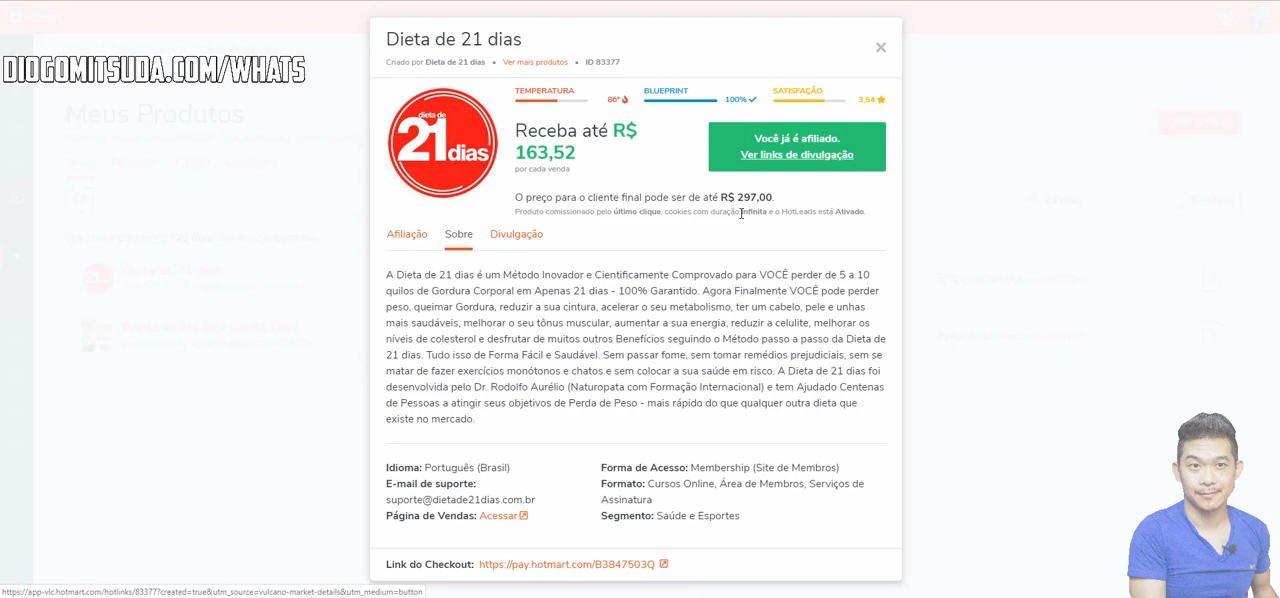 Dieta de 21 dias
Criado por Dieta de 21 dias • Ver mais produtos • ID 83377
DIOGOMITSUDA.COM/WHATS
Meus Produtos
TEMPERATURA
86°
BLUEPRINT
100%
SATISFAÇÃO
3,54
dieta de
21 dias
Receba até R$
163,52
por cada venda
Você já é afiliado.
Ver links de divulgação
O preço para o cliente final pode ser de até R$ 297,00.
Produto comissionado pelo último clique, cookies com duração infinita e o HotLeads está Ativado.
Afiliação Sobre Divulgação
A Dieta de 21 dias é um Método Inovador e Cientificamente Comprovado para VOCÊ perder de 5 a 10
quilos de Gordura Corporal em Apenas 21 dias - 100% Garantido. Agora Finalmente VOCÊ pode perder
peso, queimar Gordura, reduzir a sua cintura, acelerar o seu metabolismo, ter um cabelo, pele e unhas
mais saudáveis, melhorar o seu tônus muscular, aumentar a sua energia, reduzir a celulite, melhorar os
níveis de colesterol e desfrutar de muitos outros Benefícios seguindo o Método passo a passo da Dieta de
21 dias. Tudo isso de Forma Fácil e Saudável. Sem passar fome, sem tomar remédios prejudiciais, sem se
matar de fazer exercícios monótonos e chatos e sem colocar a sua saúde em risco. A Dieta de 21 dias foi
desenvolvida pelo Dr. Rodolfo Aurélio (Naturopata com Formação Internacional) e tem Ajudado Centenas
de Pessoas a atingir seus objetivos de Perda de Peso - mais rápido do que qualquer outra dieta que
existe no mercado.
Idioma: Português (Brasil)
E-mail de suporte:
suporte@dietade21dias.com.br
Página de Vendas: Acessar
Forma de Acesso: Membership (Site de Membros)
Formato: Cursos Online, Área de Membros, Serviços de
Assinatura
Segmento: Saúde e Esportes
Link do Checkout: https://pay.hotmart.com/B3847503Q
https://app-vlc.hotmart.com/hotlinks/83377?created=true&utm_source=vulcano-market-details&utm_medium=button